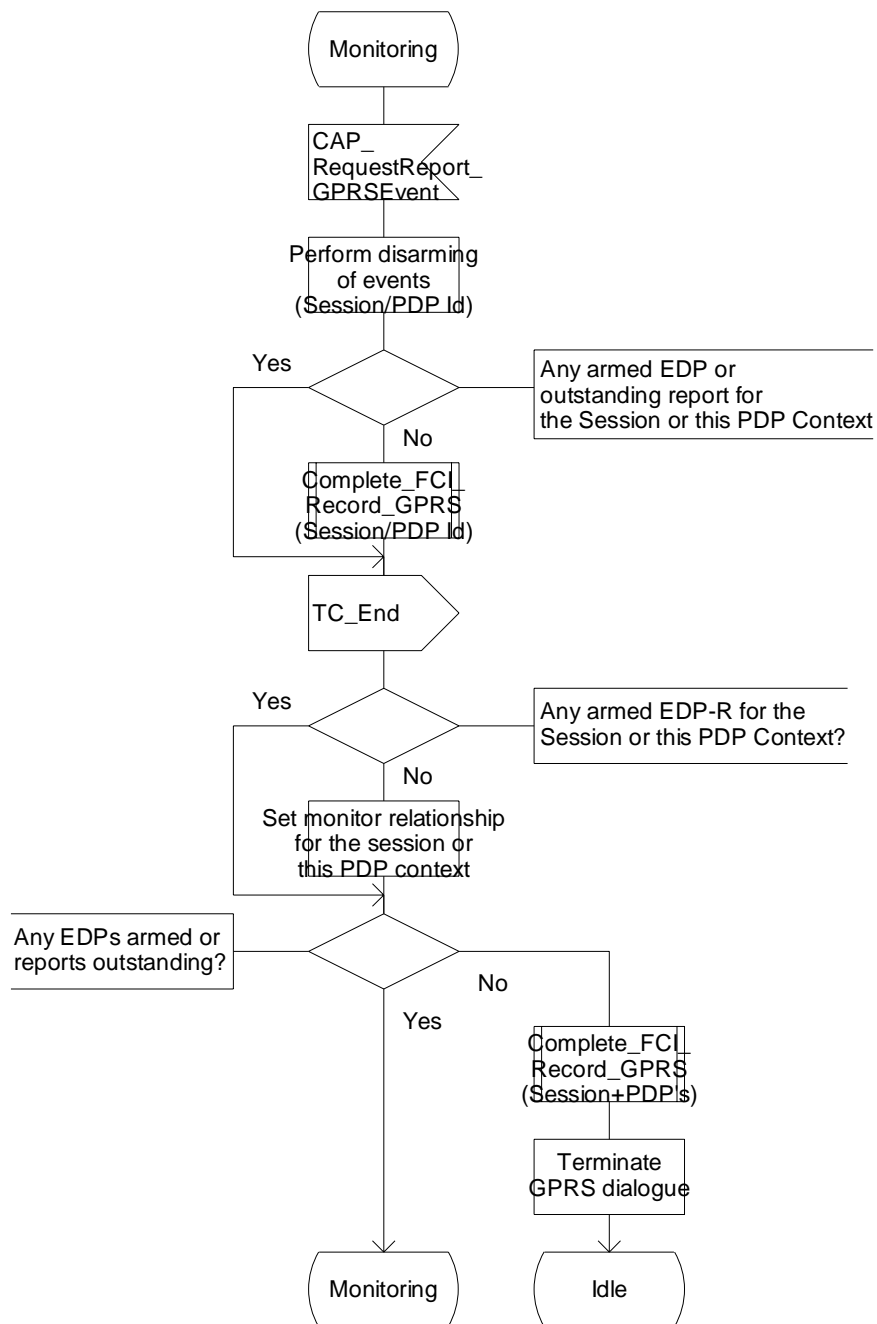 Monitoring
CAP_
RequestReport_
GPRSEvent
Perform disarming
of events
(Session/PDP Id)
Yes
Any armed EDP or
outstanding report for
the Session or this PDP Context
No
Complete_FCI_
Record_GPRS
(Session/PDP Id)
TC_End
Yes
Any armed EDP-R for the
Session or this PDP Context?
No
Set monitor relationship
for the session or
this PDP context
Any EDPs armed or
reports outstanding?
No
Yes
Complete_FCI_
Record_GPRS
(Session+PDP's)
Terminate
GPRS dialogue
Monitoring
Idle